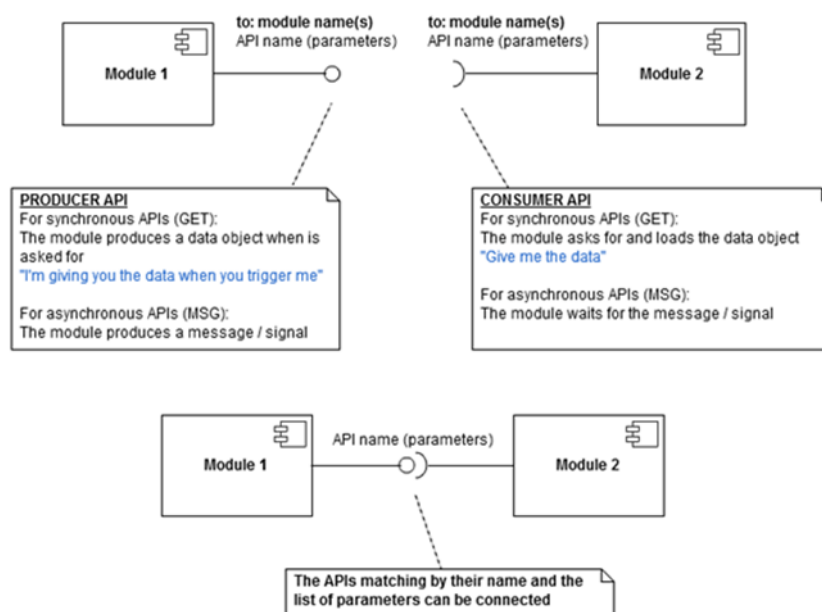 to: module name(s)
API name (parameters)
to: module name(s)
API name (parameters)
Module 1
Module 2
PRODUCER API
For synchronous APIs (GET):
The module produces a data object when is
asked for
"I'm giving you the data when you trigger me"
For asynchronous APIs (MSG):
The module produces a message / signal
CONSUMER API
For synchronous APIs (GET):
The module asks for and loads the data object
"Give me the data"
For asynchronous APIs (MSG):
The module waits for the message / signal
Module 1
API name (parameters)
Module 2
The APIs matching by their name and the
list of parameters can be connected